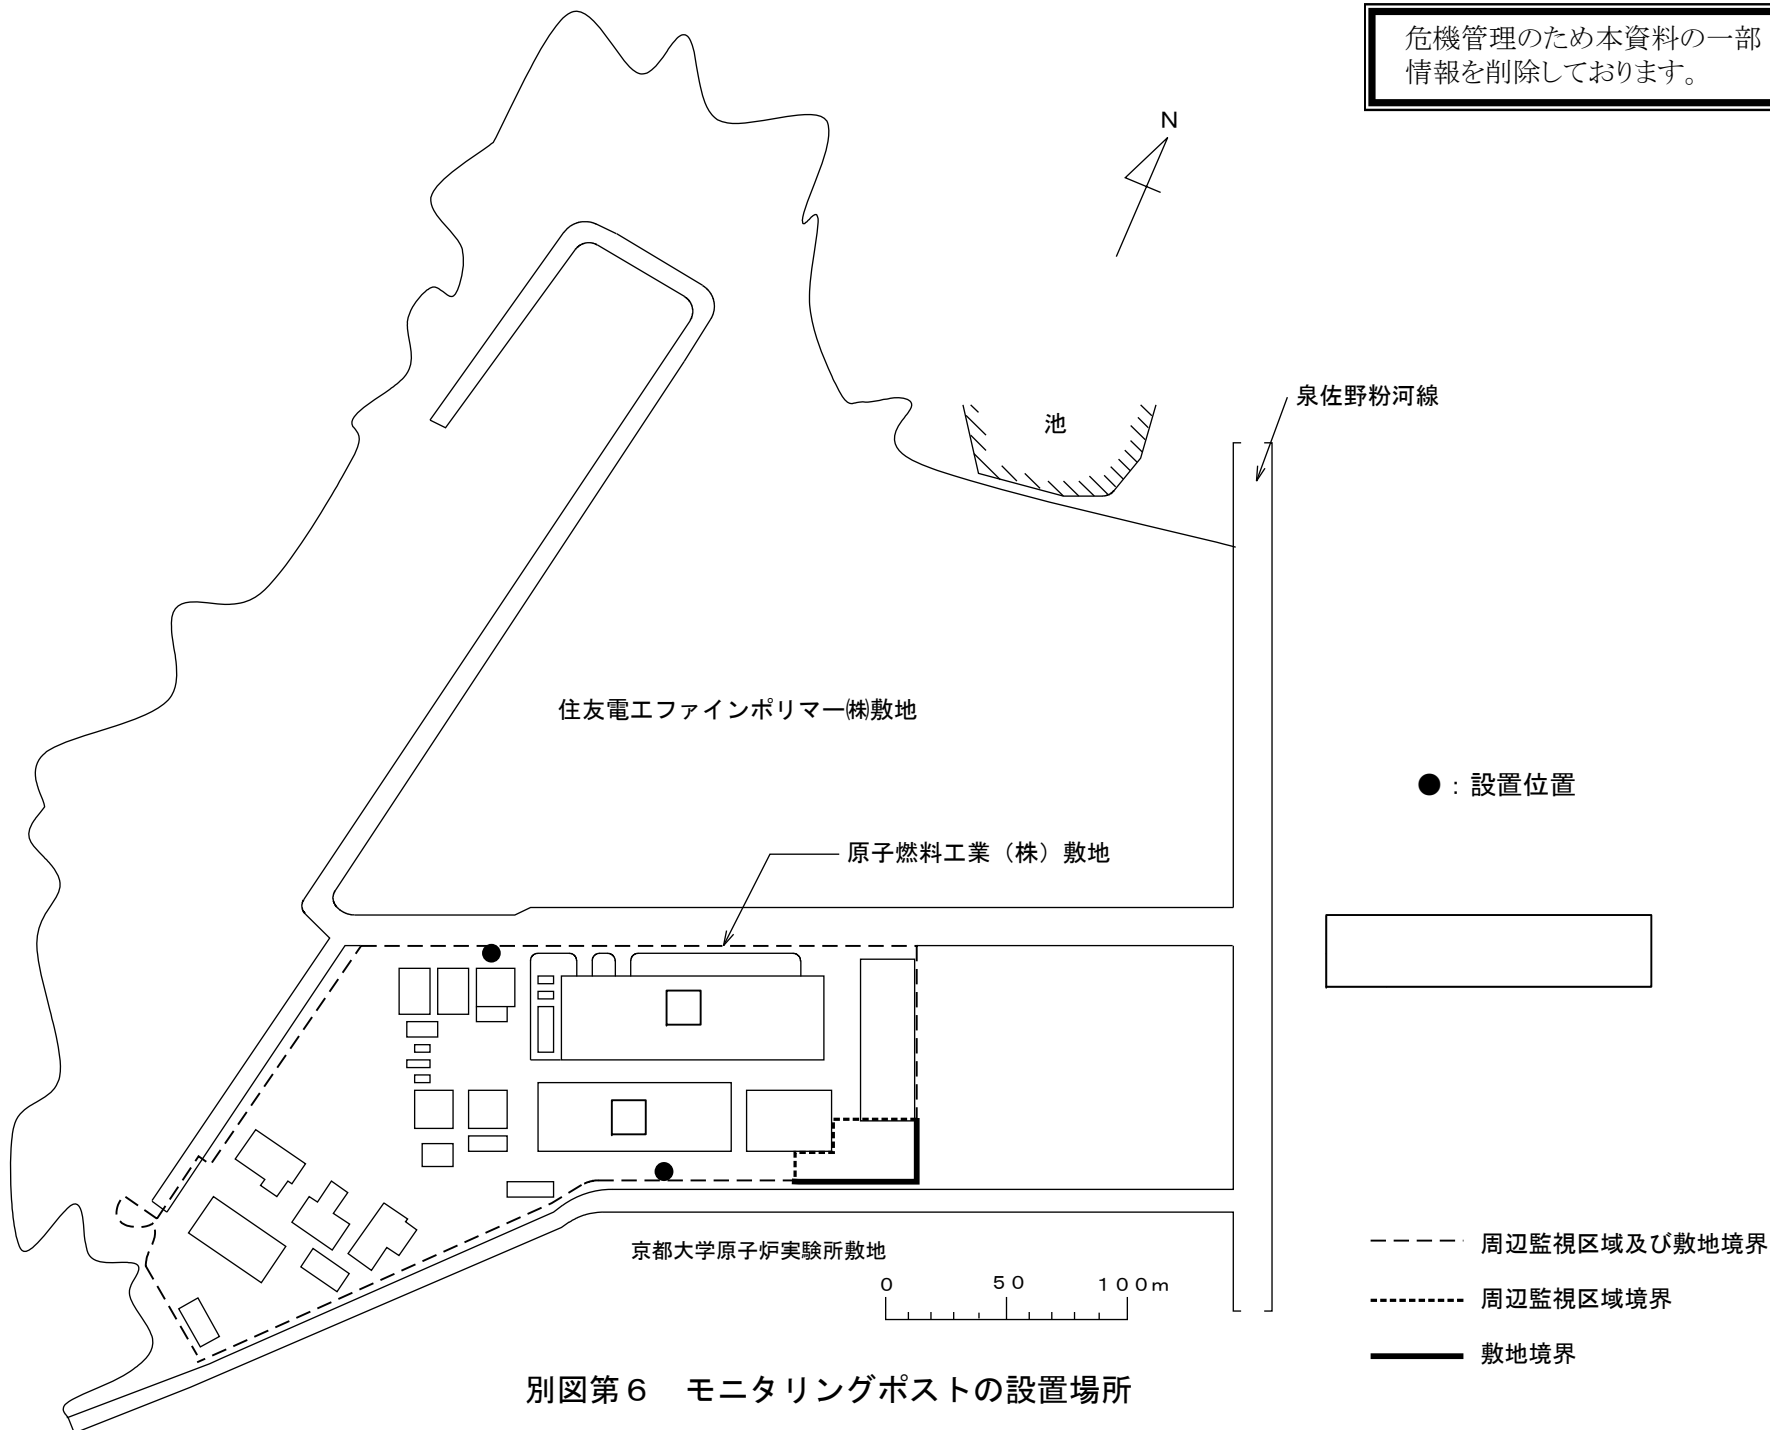 危機管理のため本資料の一部
情報を削除しております。
N
泉佐野粉河線
池
住友電工ファインポリマー㈱敷地
●：設置位置
原子燃料工業（株）敷地
京都大学原子炉実験所敷地
０ ５０ １００ｍ
周辺監視区域及び敷地境界
周辺監視区域境界
敷地境界
別図第６　モニタリングポストの設置場所